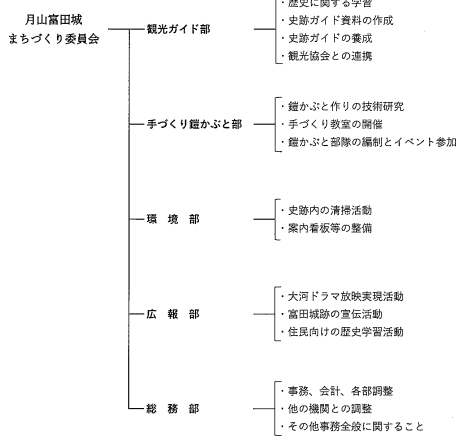 ・歴史に関する学習
月山富田城
まちづくり委員会
観光ガイド部
・史跡ガイド資料の作成
・史跡ガイドの養成
・観光協会との連携
手づくり鎧かぶと部
・鎧かぶと作りの技術研究
・手づくり教室の開催
・鎧かぶと部隊の編制とイベント参加
環 境 部
・史跡内の清掃活動
・案内看板等の整備
広 報 部
・大河ドラマ放映実現活動
・富田城跡の宣伝活動
・住民向けの歴史学習活動
総 務 部
・事務、会計、各部調整
・他の機関との調整
・その他事務全般に関すること